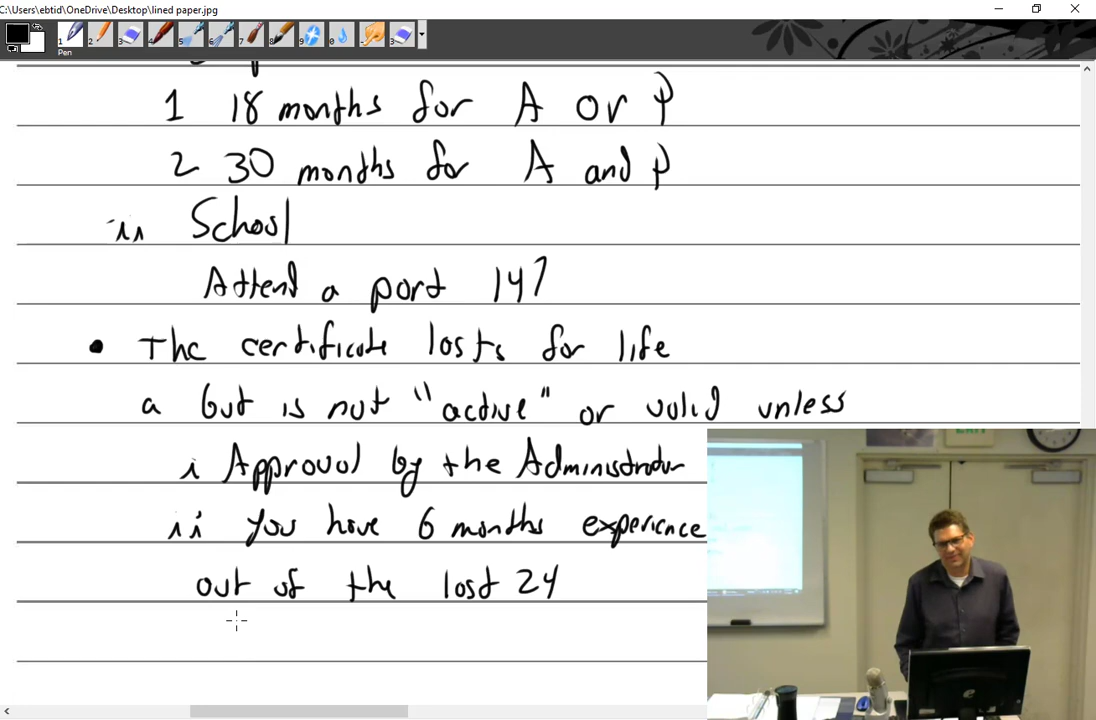 C:\Users\ebtid\OneDrive\Desktop\lined paper.jpg
Pen
1 18 months for A or P
2 30 months for A and P
ii School
Attend a part 147
• The certificate lasts for life
a but is not "active" or valid unless
i Approval by the Administrator
ii You have 6 months experience
out of the last 24
EXIT